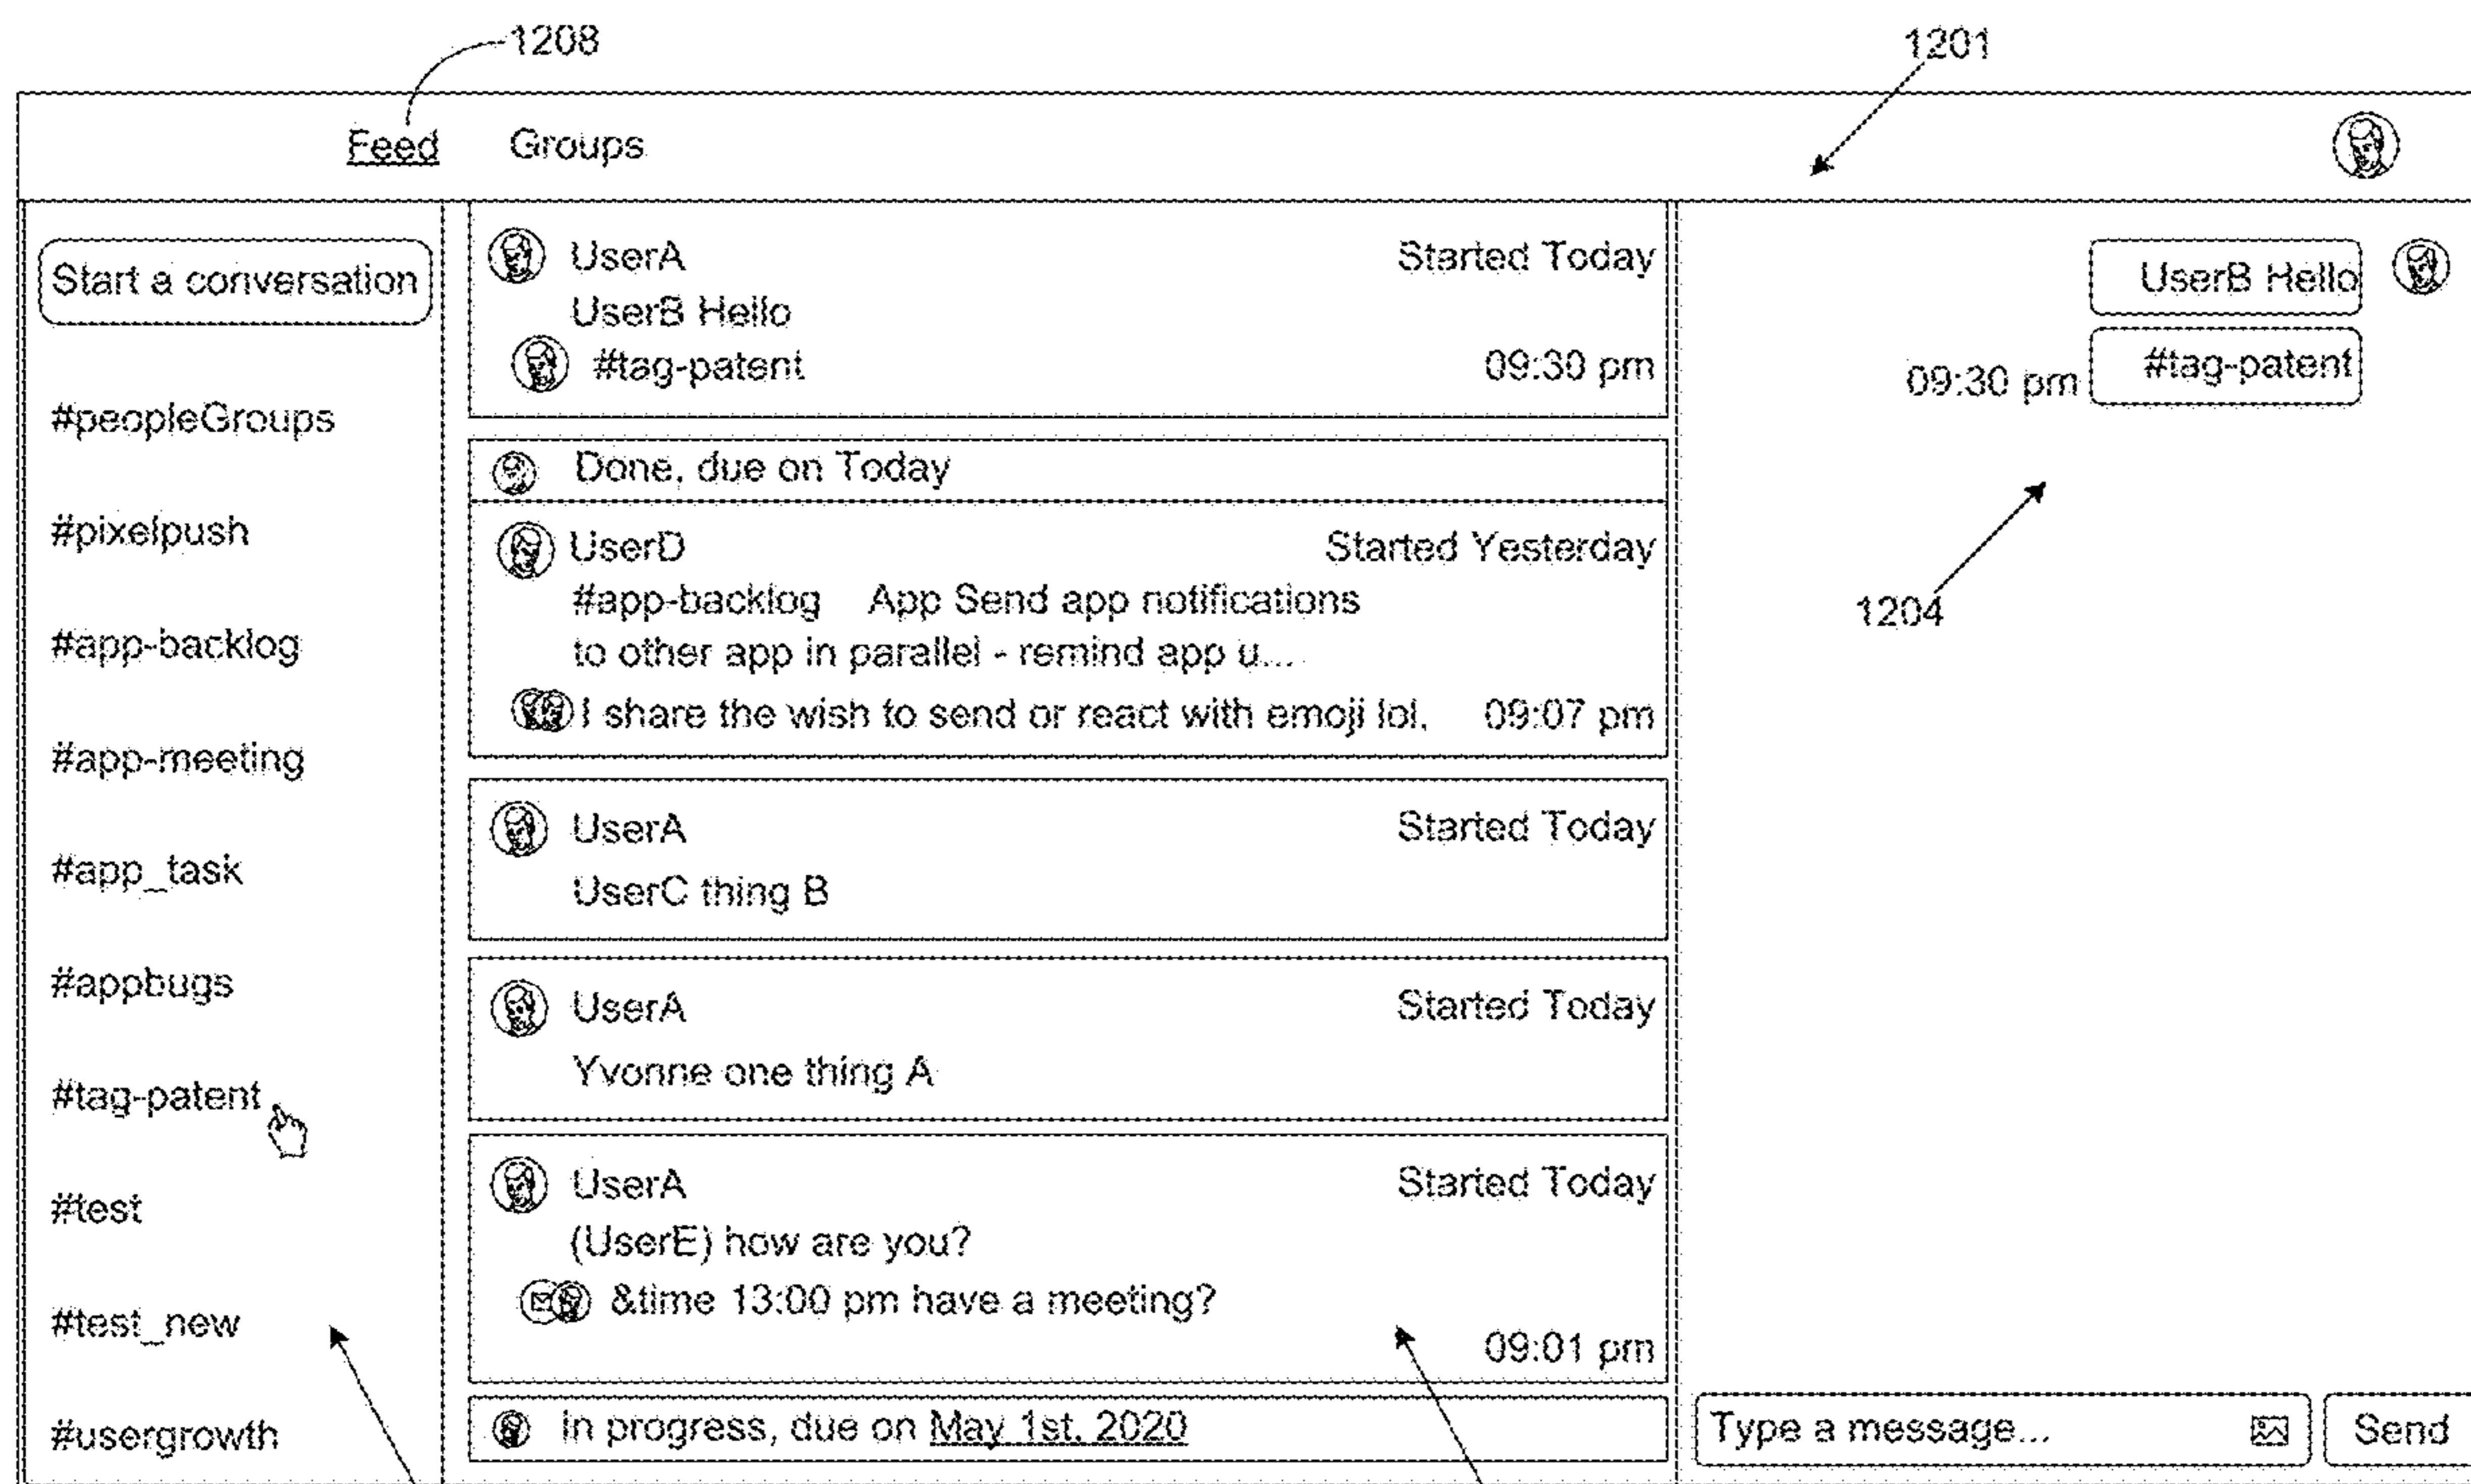 1208
1201
Feed
Groups
Start a conversation
#peopleGroups
#pixelpush
#app-backlog
#app-meeting
#app_task
#appbugs
#tag-patent
#test
#test_new
#usergrowth
UserA
Started Today
UserB Hello
#tag-patent
09:30 pm
Done, due on Today
UserD
Started Yesterday
#app-backlog App Send app notifications
to other app in parallel - remind app u...
I share the wish to send or react with emoji lol,
09:07 pm
UserA
Started Today
UserC thing B
UserA
Started Today
Yvonne one thing A
UserA
Started Today
(UserE) how are you?
&time 13:00 pm have a meeting?
09:01 pm
In progress, due on May 1st, 2020
UserB Hello
#tag-patent
09:30 pm
1204
Type a message...
Send